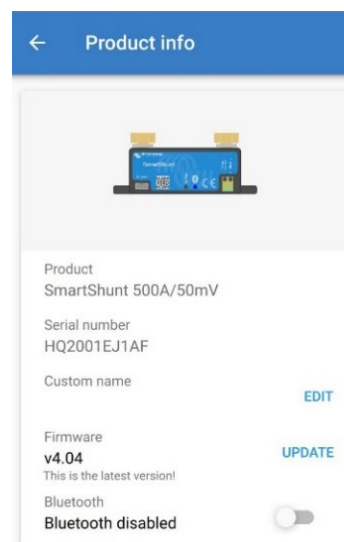 Product info
Product
SmartShunt 500A/50mV
Serial number
HQ2001EJ1AF
Custom name
EDIT
Firmware
v4.04
UPDATE
This is the latest version!
Bluetooth
Bluetooth disabled